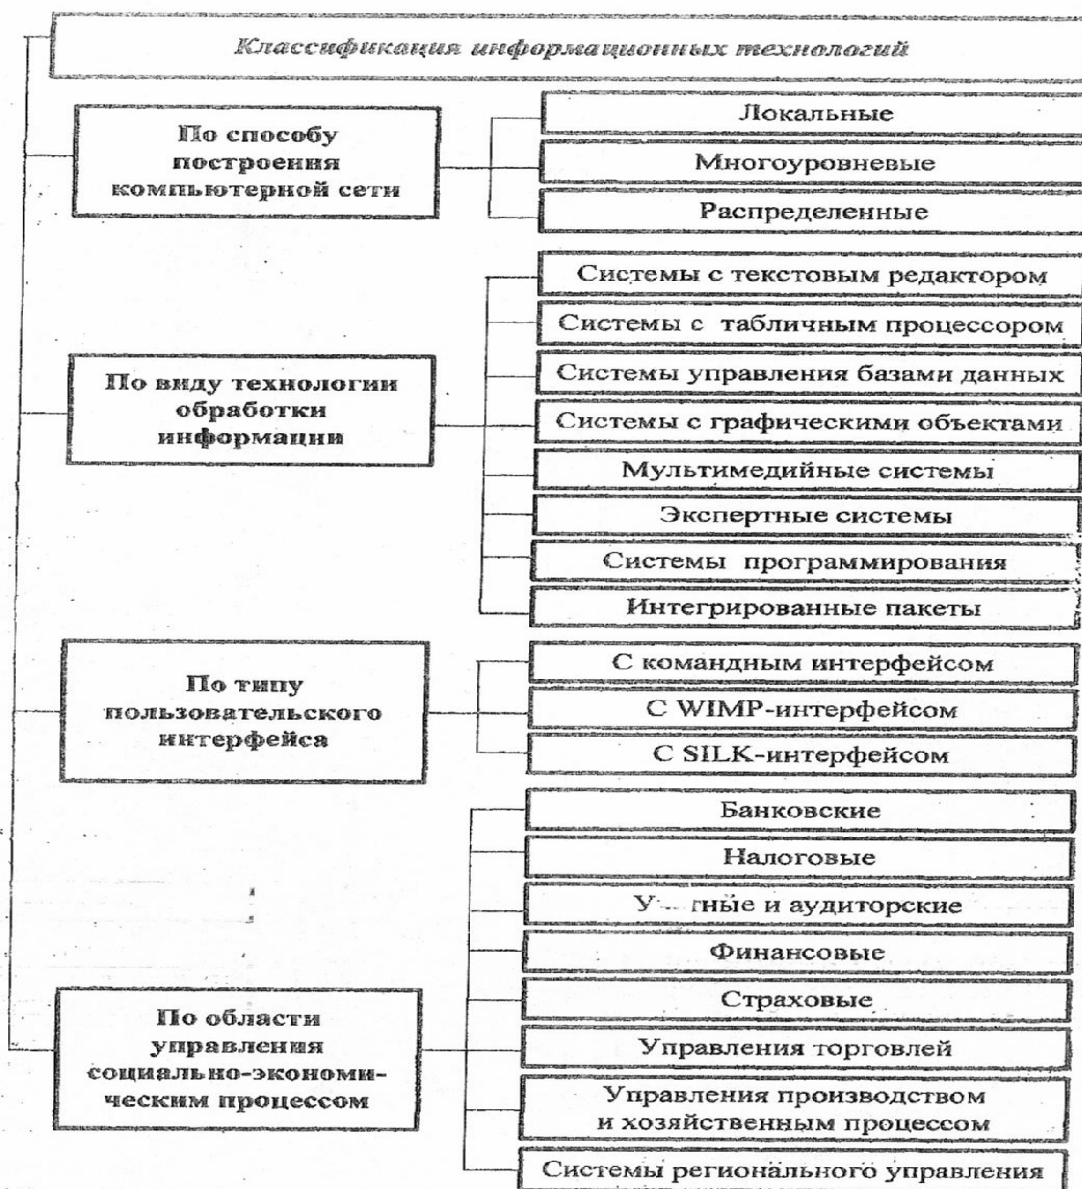 Классификация информационных технологий
По способу
построения
компьютерной сети
Локальные
Многоуровневые
Распределенные
По виду технологии
обработки
информации
Системы с текстовым редактором
Системы с табличным процессором
Системы управления базами данных
Системы с графическими объектами
Мультимедийные системы
Экспертные системы
Системы программирования
Интегрированные пакеты
По типу
пользовательского
интерфейса
С командным интерфейсом
С WIMP-интерфейсом
С SILK-интерфейсом
По области
управления
социально-экономи-
ческим процессом
Банковские
Налоговые
и аудиторские
Финансовые
Страховые
Управления торговлей
Управления производством
и хозяйственным процессом
Системы регионального управления